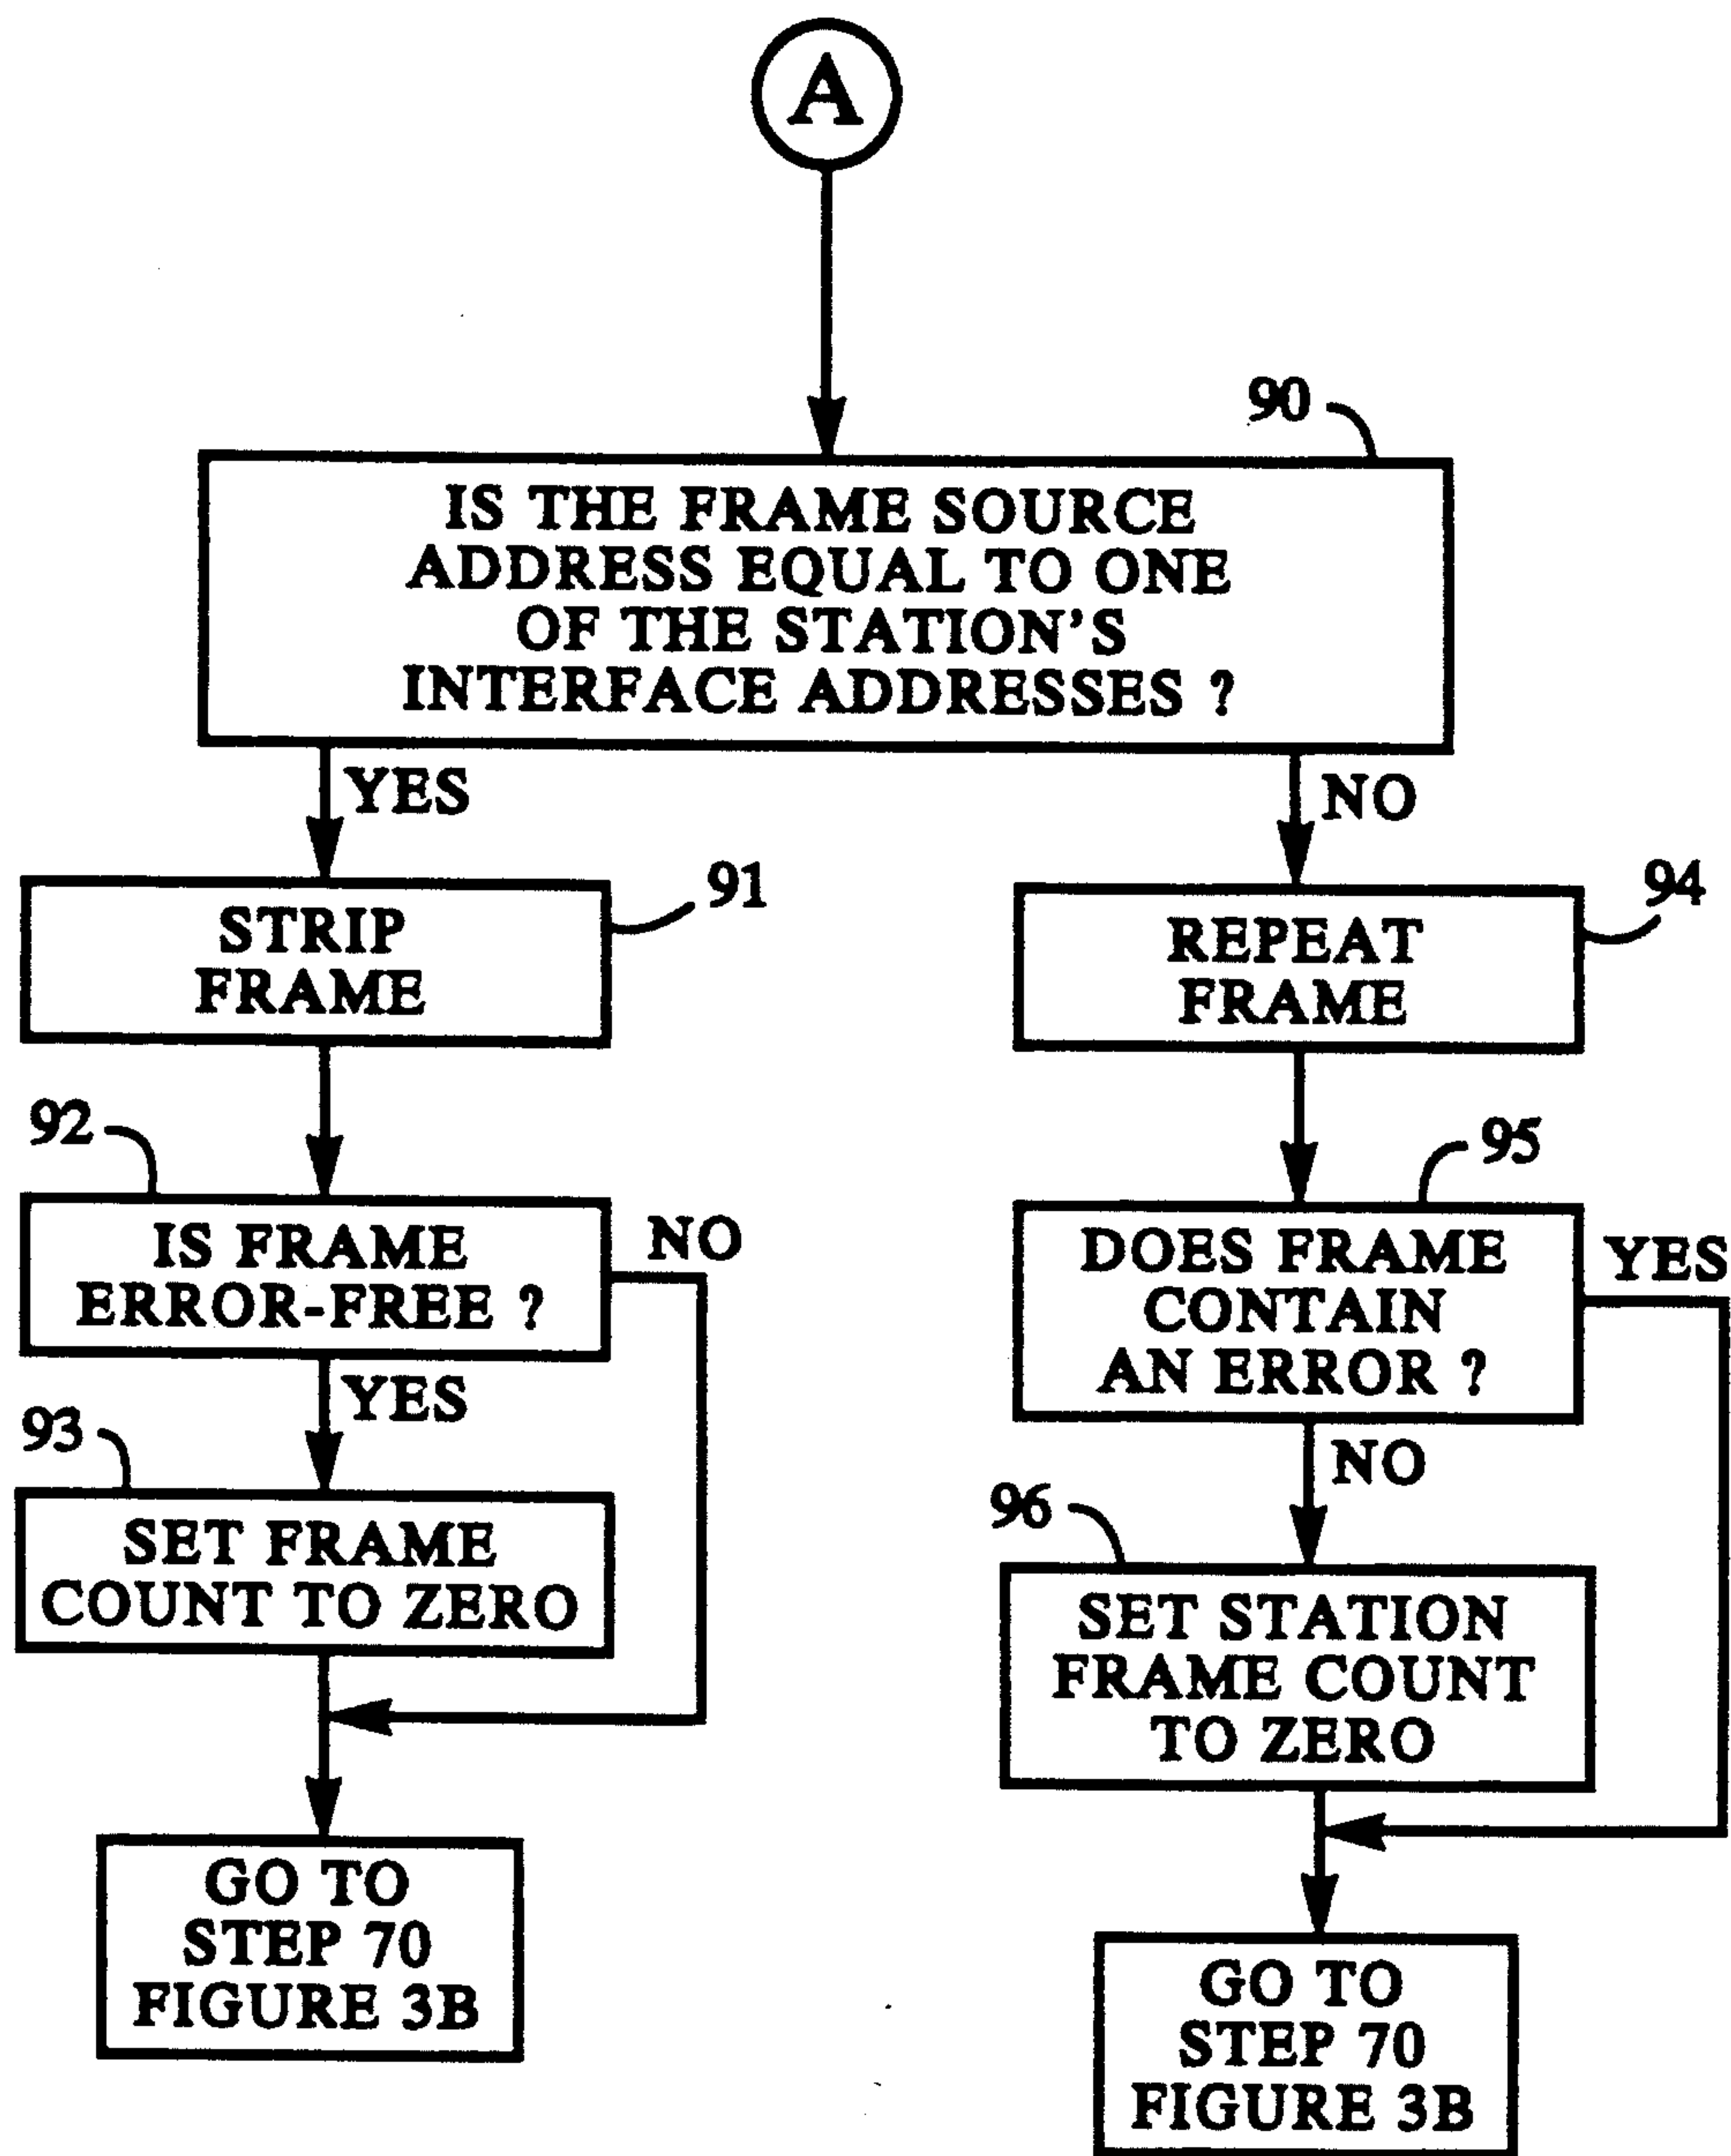 A
90
IS THE FRAME SOURCE
ADDRESS EQUAL TO ONE
OF THE STATION'S
INTERFACE ADDRESSES ?
YES
NO
91
STRIP
FRAME
94
REPEAT
FRAME
92
IS FRAME
ERROR-FREE ?
NO
95
DOES FRAME
CONTAIN
AN ERROR ?
YES
YES
NO
93
SET FRAME
COUNT TO ZERO
96
SET STATION
FRAME COUNT
TO ZERO
GO TO
STEP 70
FIGURE 3B
GO TO
STEP 70
FIGURE 3B